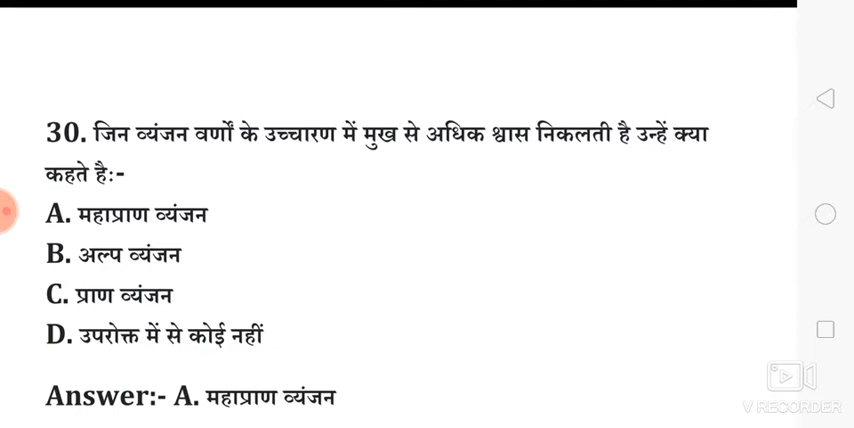 30. जिन व्यंजन वर्णों के उच्चारण में मुख से अधिक श्वास निकलती है उन्हें क्या
कहते है:-
A. महाप्राण व्यंजन
B. अल्प व्यंजन
C. प्राण व्यंजन
D. उपरोक्त में से कोई नहीं
Answer:- A. महाप्राण व्यंजन
V RECORDER